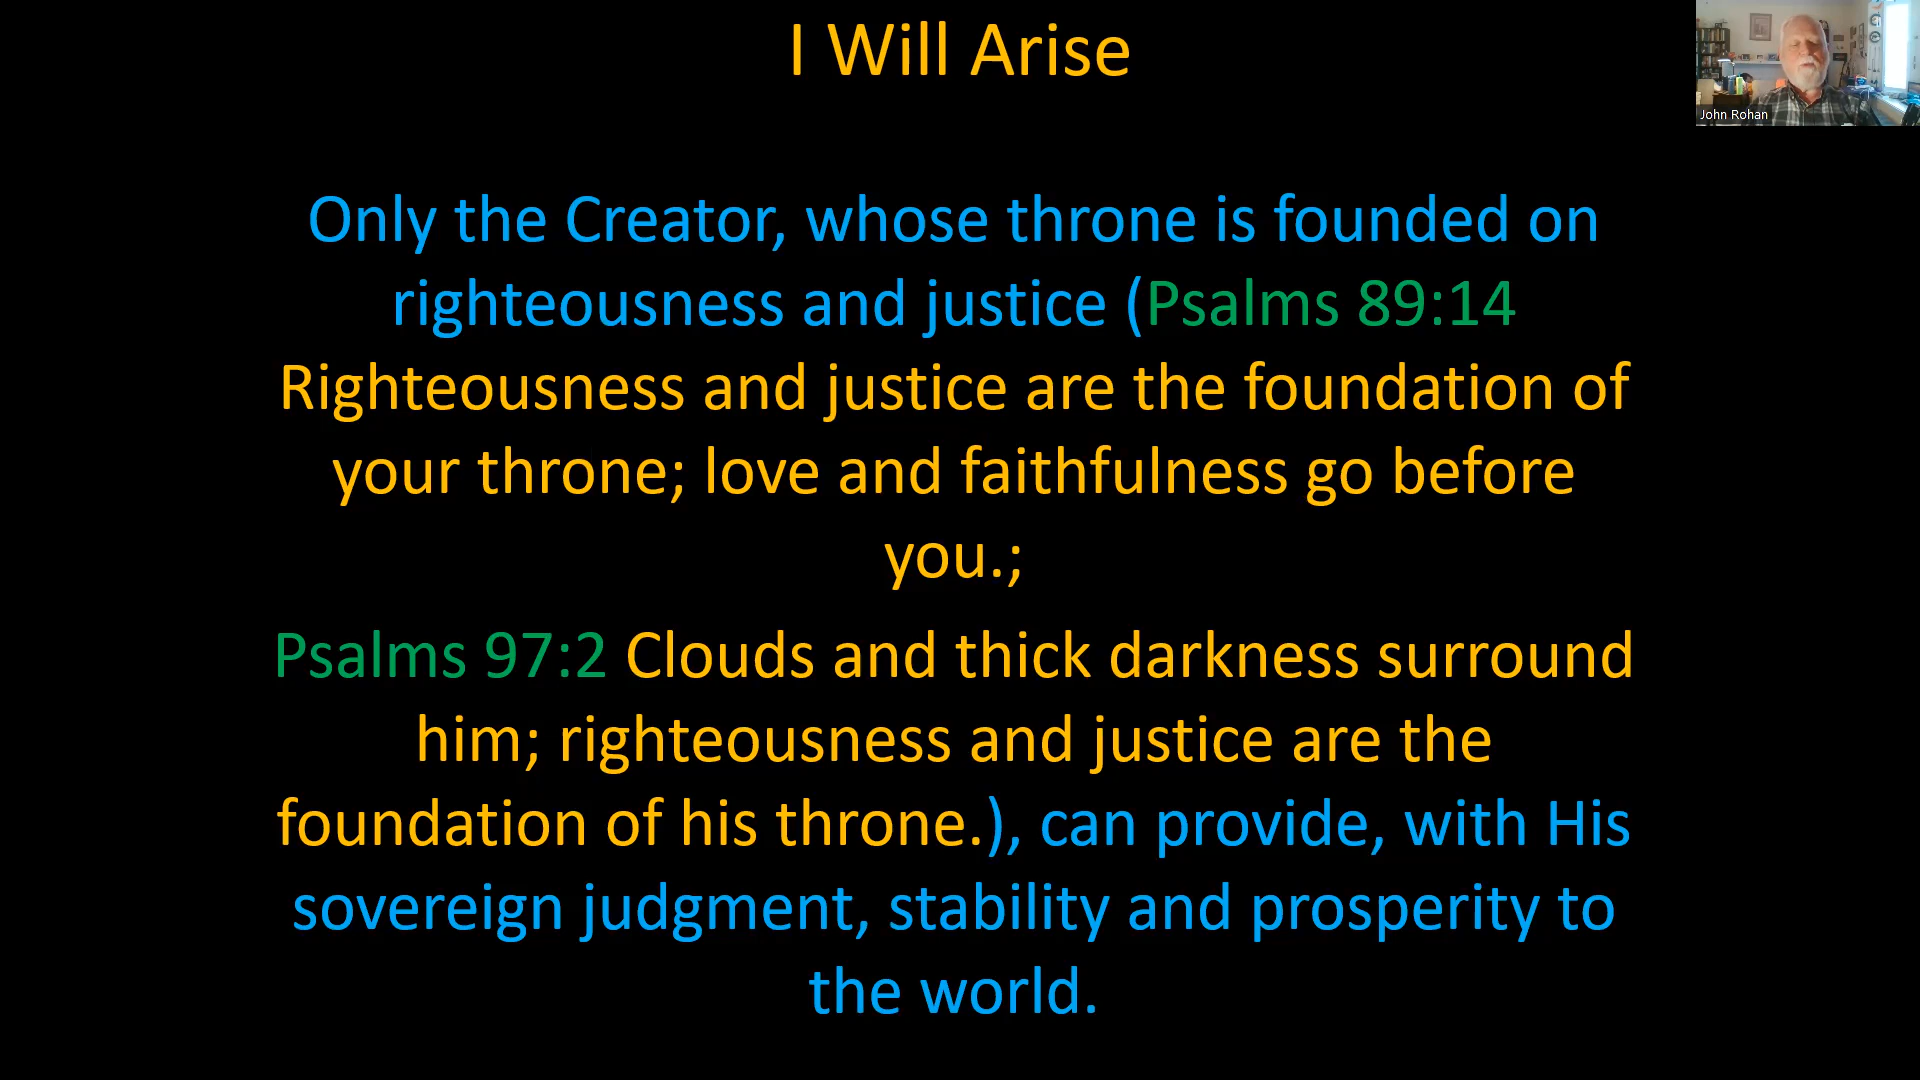 I Will Arise
John Rohan
Only the Creator, whose throne is founded on
righteousness and justice (Psalms 89:14
Righteousness and justice are the foundation of
your throne; love and faithfulness go before
you.;
Psalms 97:2 Clouds and thick darkness surround
him; righteousness and justice are the
foundation of his throne.), can provide, with His
sovereign judgment, stability and prosperity to
the world.